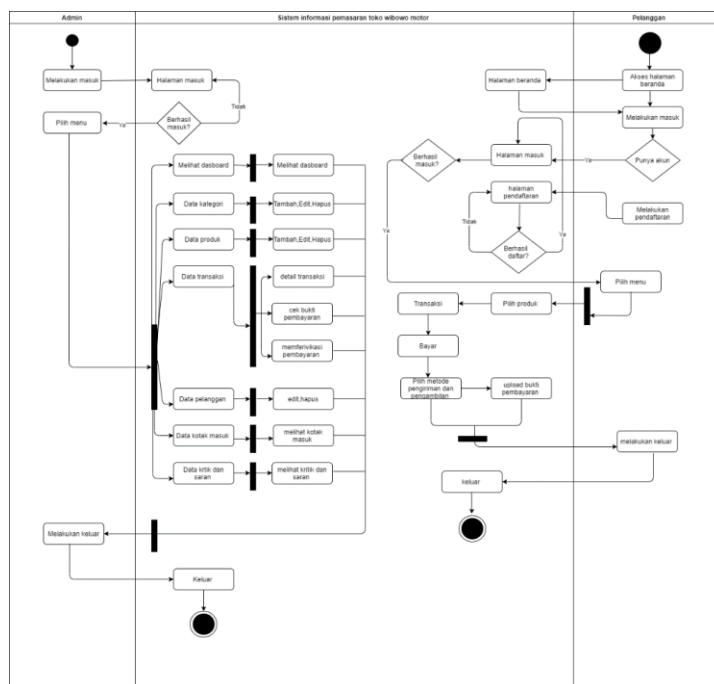 Admin
Sistem informasi pemasaran toko wibowo motor
Pelanggan
Melakukan masuk
Halaman masuk
Tidak
Berhasil
masuk?
Ya
Pilih menu
Melihat dasboard
Melihat dasboard
Data kategori
Tambah,Edit,Hapus
Data produk
Tambah,Edit,Hapus
Data transaksi
detail transaksi
cek bukti
pembayaran
memferivikasi
pembayaran
Data pelanggan
edit,hapus
Data kotak masuk
melihat kotak
masuk
Data kritik dan
saran
melihat kritik dan
saran
Melakukan keluar
Keluar
Halaman beranda
Akses halaman
beranda
Melakukan masuk
Punya akun
Ya
Halaman masuk
Berhasil
masuk?
Ya
halaman
pendaftaran
Melakukan
pendaftaran
Tidak
Ya
Berhasil
daftar?
Pilih menu
Pilih produk
Transaksi
Bayar
Pilih metode
pengiriman dan
pengambilan
upload bukti
pembayaran
melakukan keluar
keluar